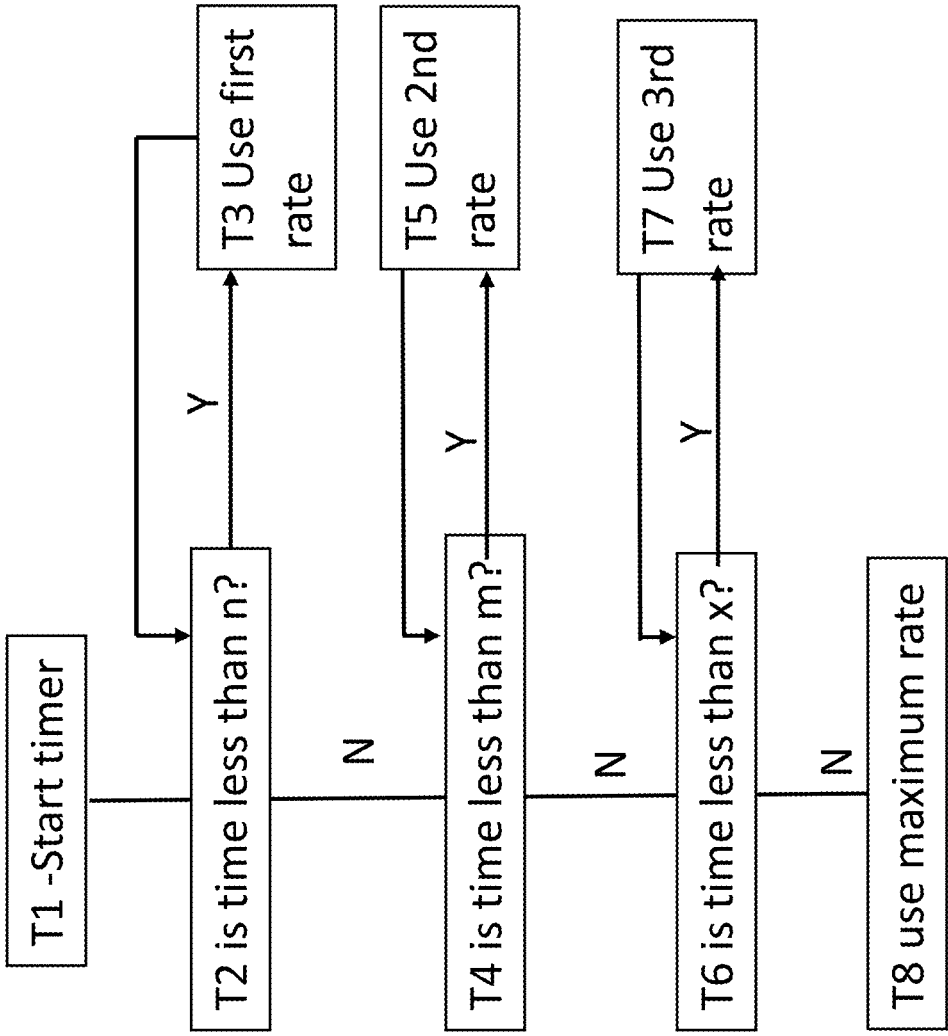 T1 -Start timer
T2 is time less than n?
Y
T3 Use first
rate
N
T4 is time less than m?
Y
T5 Use 2nd
rate
N
T6 is time less than x?
Y
T7 Use 3rd
rate
N
T8 use maximum rate